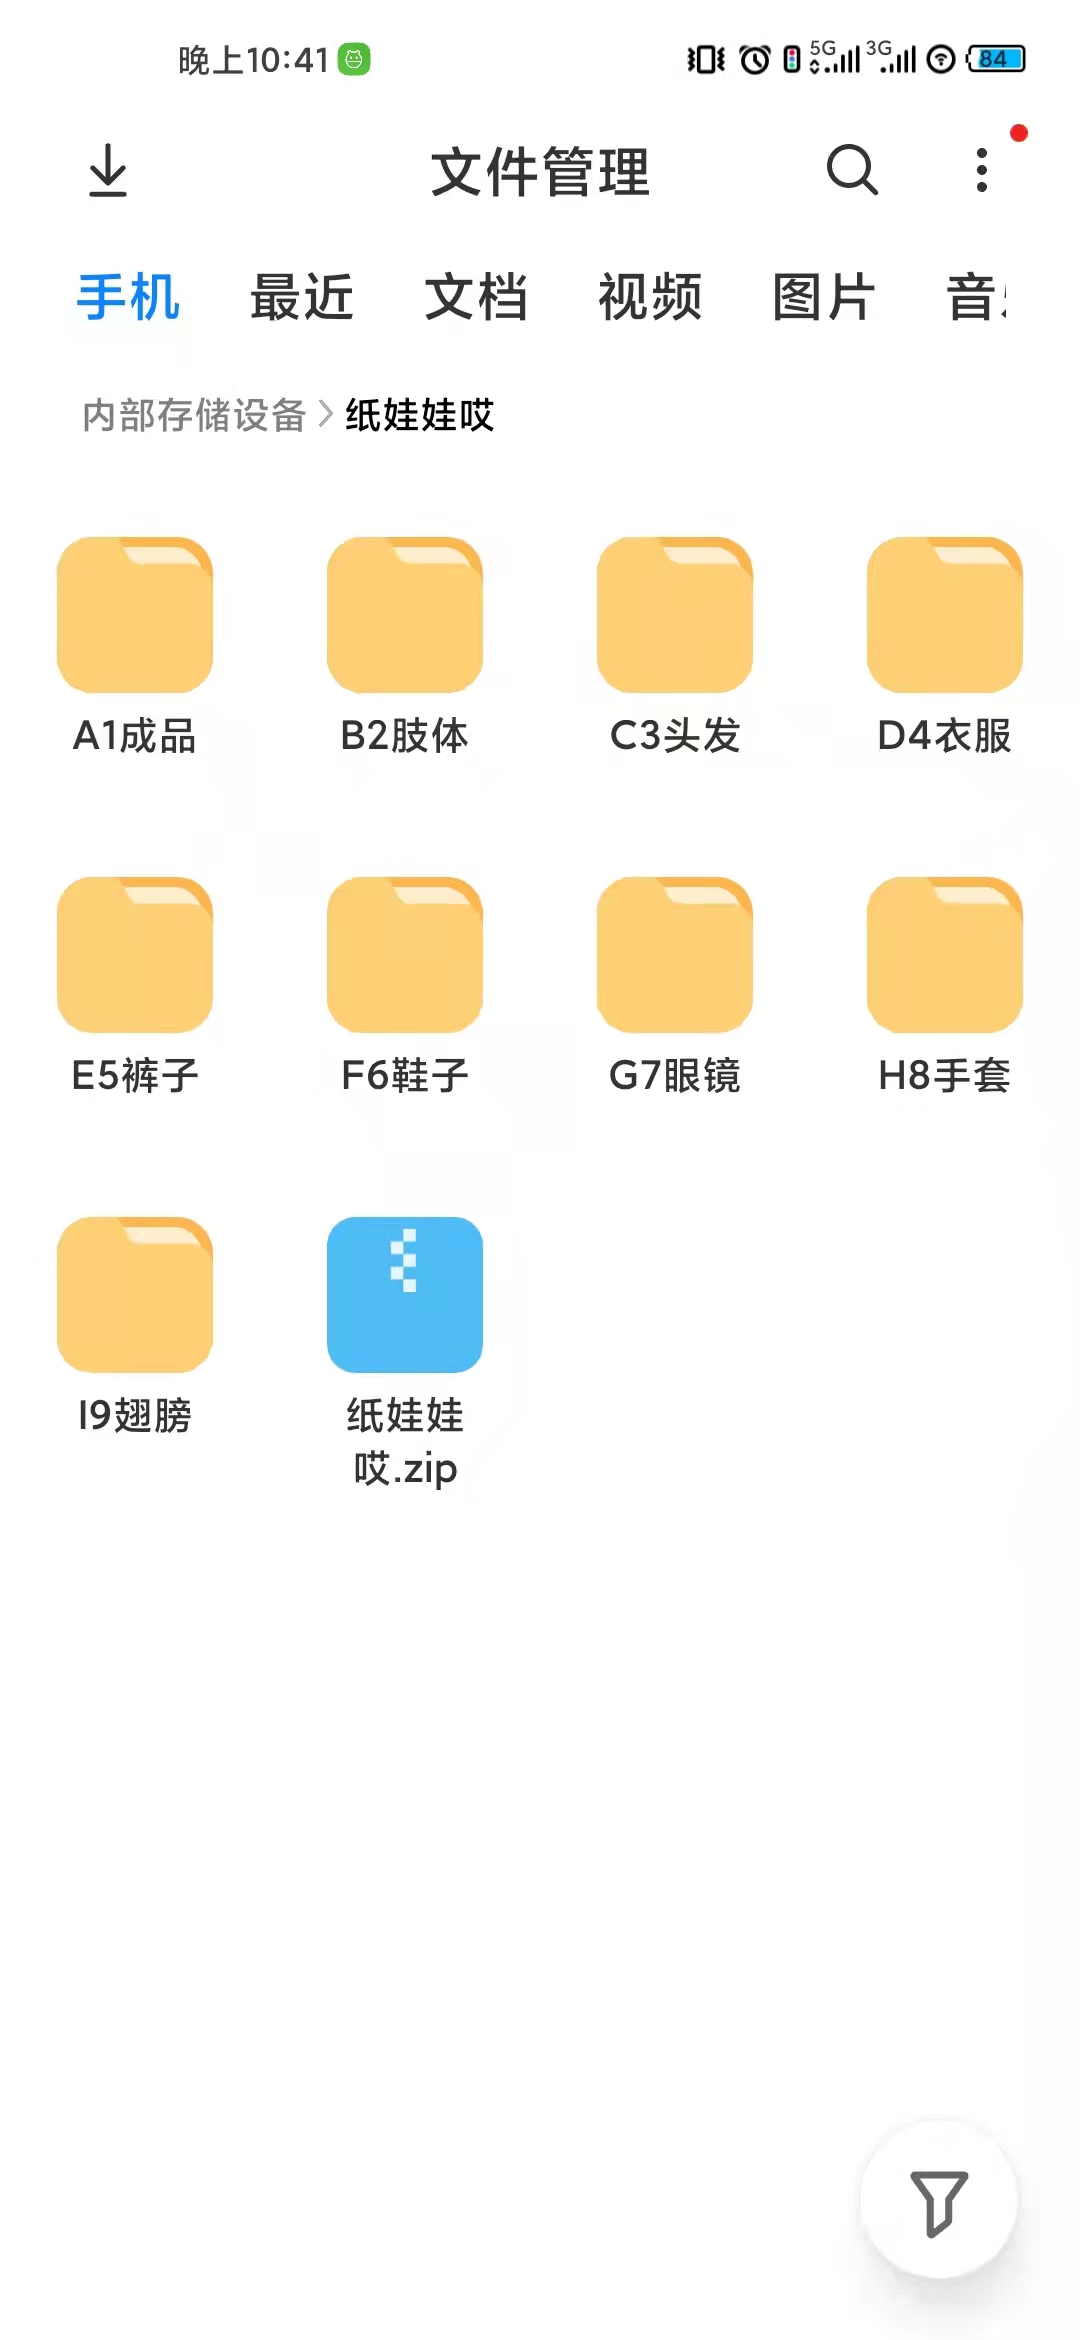 晚上10:41
5G 3G 84
文件管理
手机 最近 文档 视频 图片 音
内部存储设备 纸娃娃哎
A1成品 B2肢体 C3头发 D4衣服
E5裤子 F6鞋子 G7眼镜 H8手套
I9翅膀 纸娃娃
哎.zip